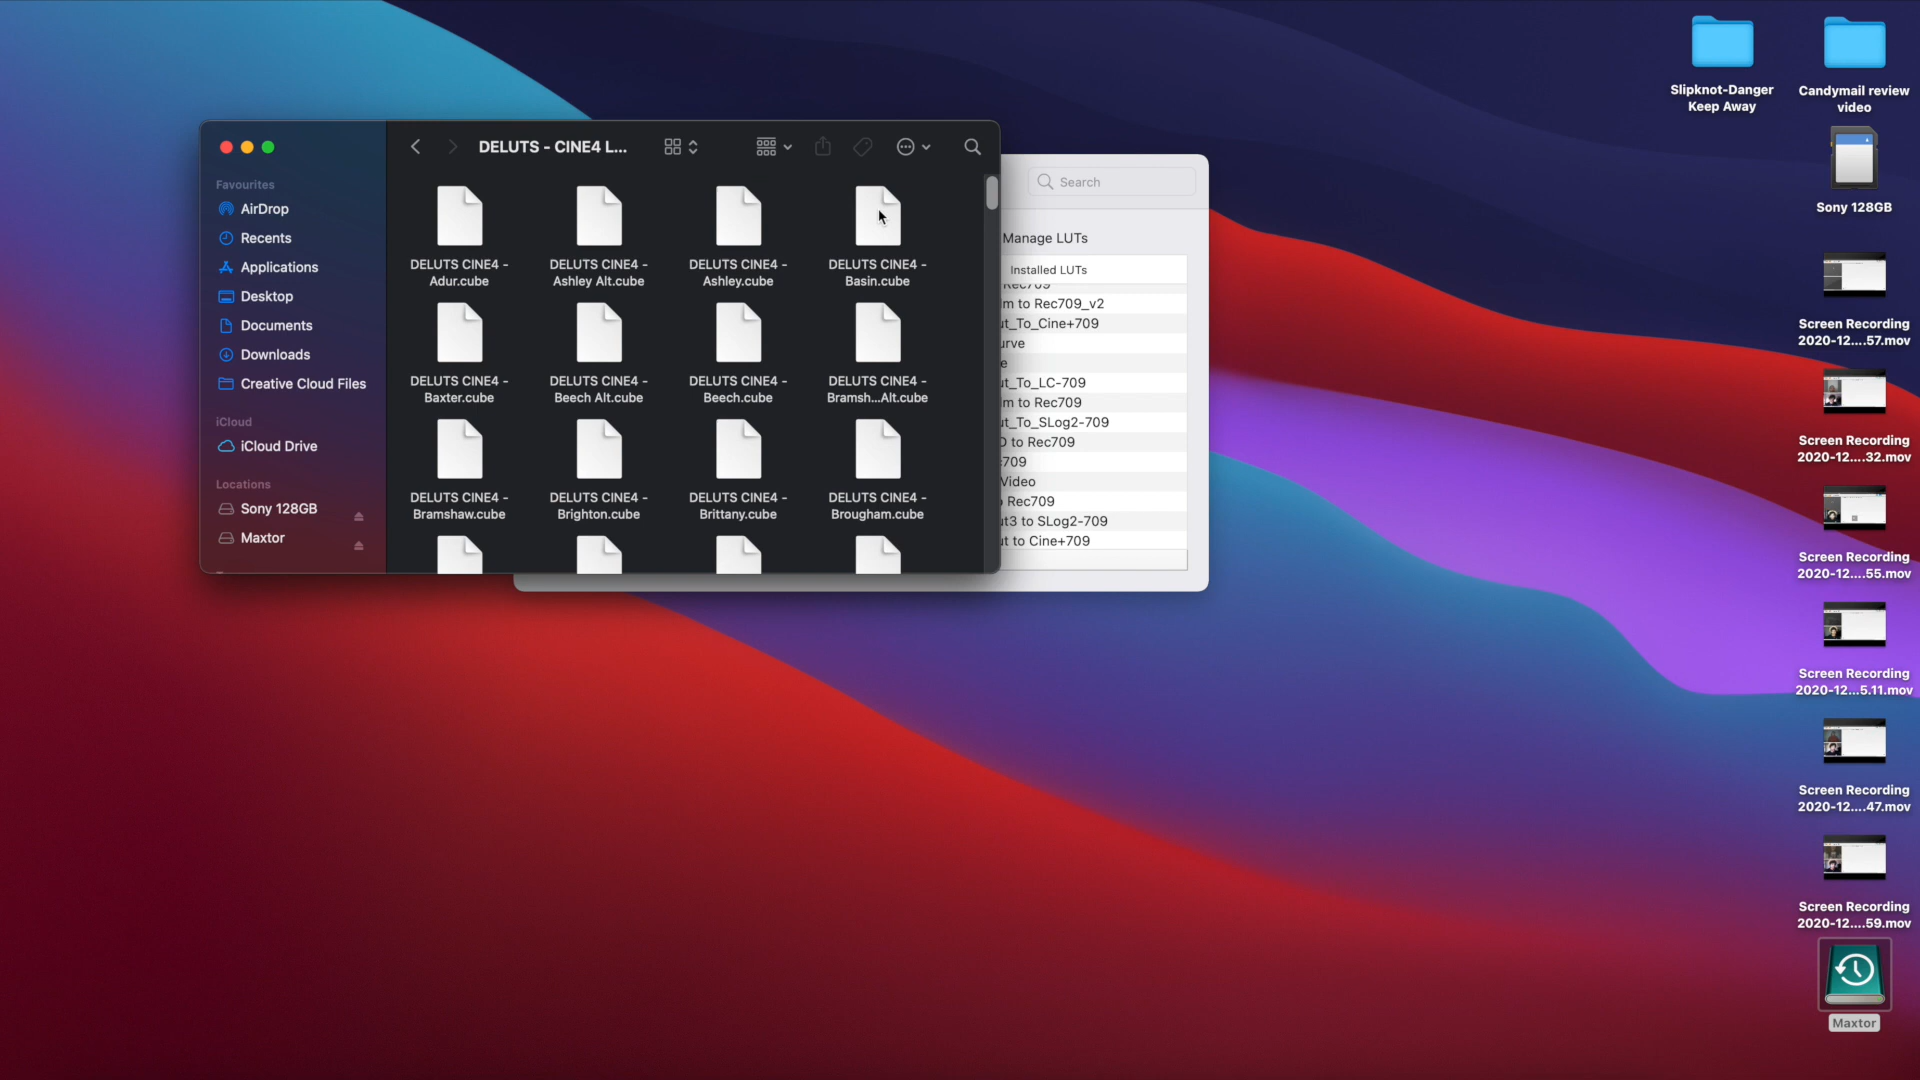 DELUTS - CINE4 L...
Favourites
AirDrop
Recents
Applications
Desktop
Documents
Downloads
Creative Cloud Files
iCloud
iCloud Drive
Locations
Sony 128GB
Maxtor
DELUTS CINE4 -
Adur.cube
DELUTS CINE4 -
Ashley Alt.cube
DELUTS CINE4 -
Ashley.cube
DELUTS CINE4 -
Basin.cube
DELUTS CINE4 -
Baxter.cube
DELUTS CINE4 -
Beech Alt.cube
DELUTS CINE4 -
Beech.cube
DELUTS CINE4 -
Bramsh...Alt.cube
DELUTS CINE4 -
Bramshaw.cube
DELUTS CINE4 -
Brighton.cube
DELUTS CINE4 -
Brittany.cube
DELUTS CINE4 -
Brougham.cube
Search
Manage LUTs
Installed LUTs
Rec709
m to Rec709_v2
ut_To_Cine+709
urve
e
ut_To_LC-709
m to Rec709
ut_To_SLog2-709
D to Rec709
c709
Video
Rec709
ut3 to SLog2-709
ut to Cine+709
Slipknot-Danger
Keep Away
Candymail review
video
Sony 128GB
Screen Recording
2020-12....57.mov
Screen Recording
2020-12....32.mov
Screen Recording
2020-12....55.mov
Screen Recording
2020-12...5.11.mov
Screen Recording
2020-12....47.mov
Screen Recording
2020-12....59.mov
Maxtor